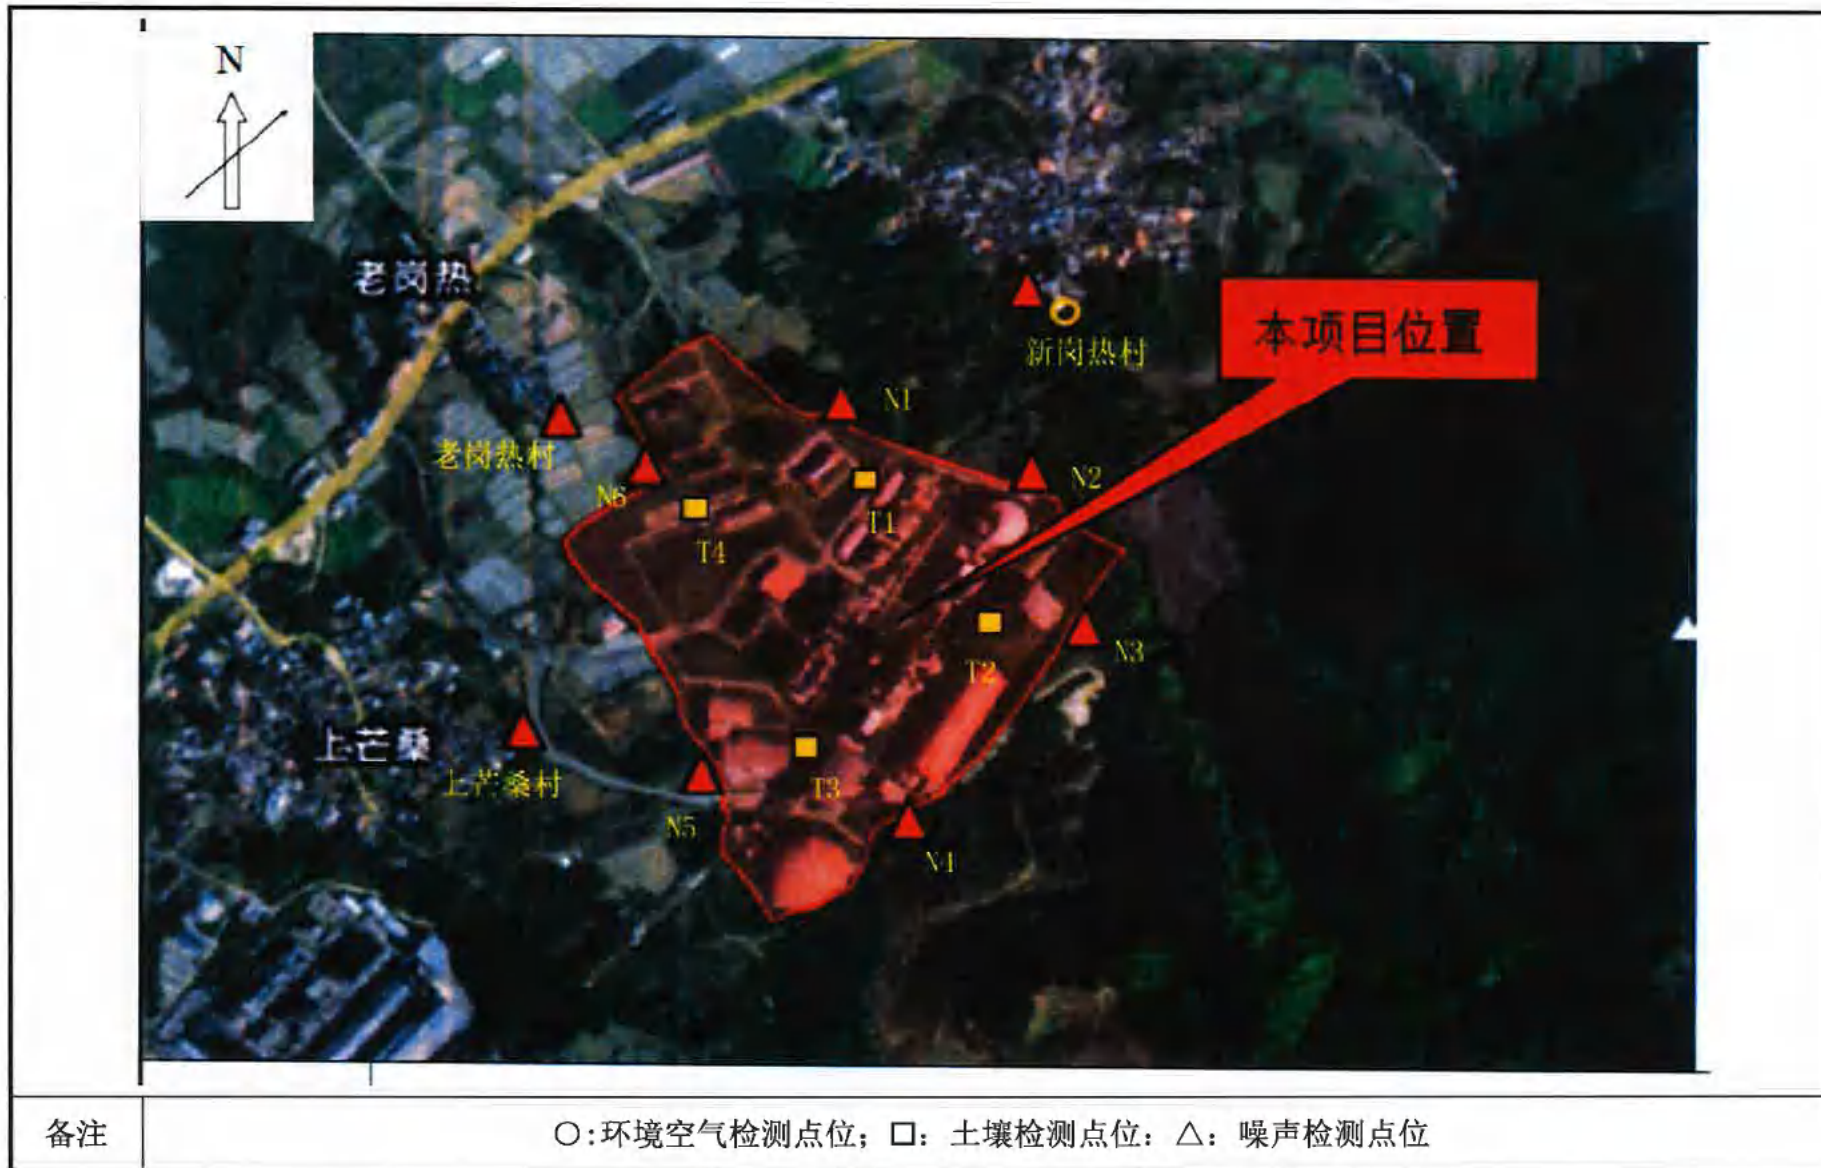 N
老岗热
新岗热村
本项目位置
N1
老岗热村
N2
N6
T1
T4
N3
T2
上芒桑
上芒桑村
T3
N5
N4
备注
○:环境空气检测点位；□：土壤检测点位：△：噪声检测点位